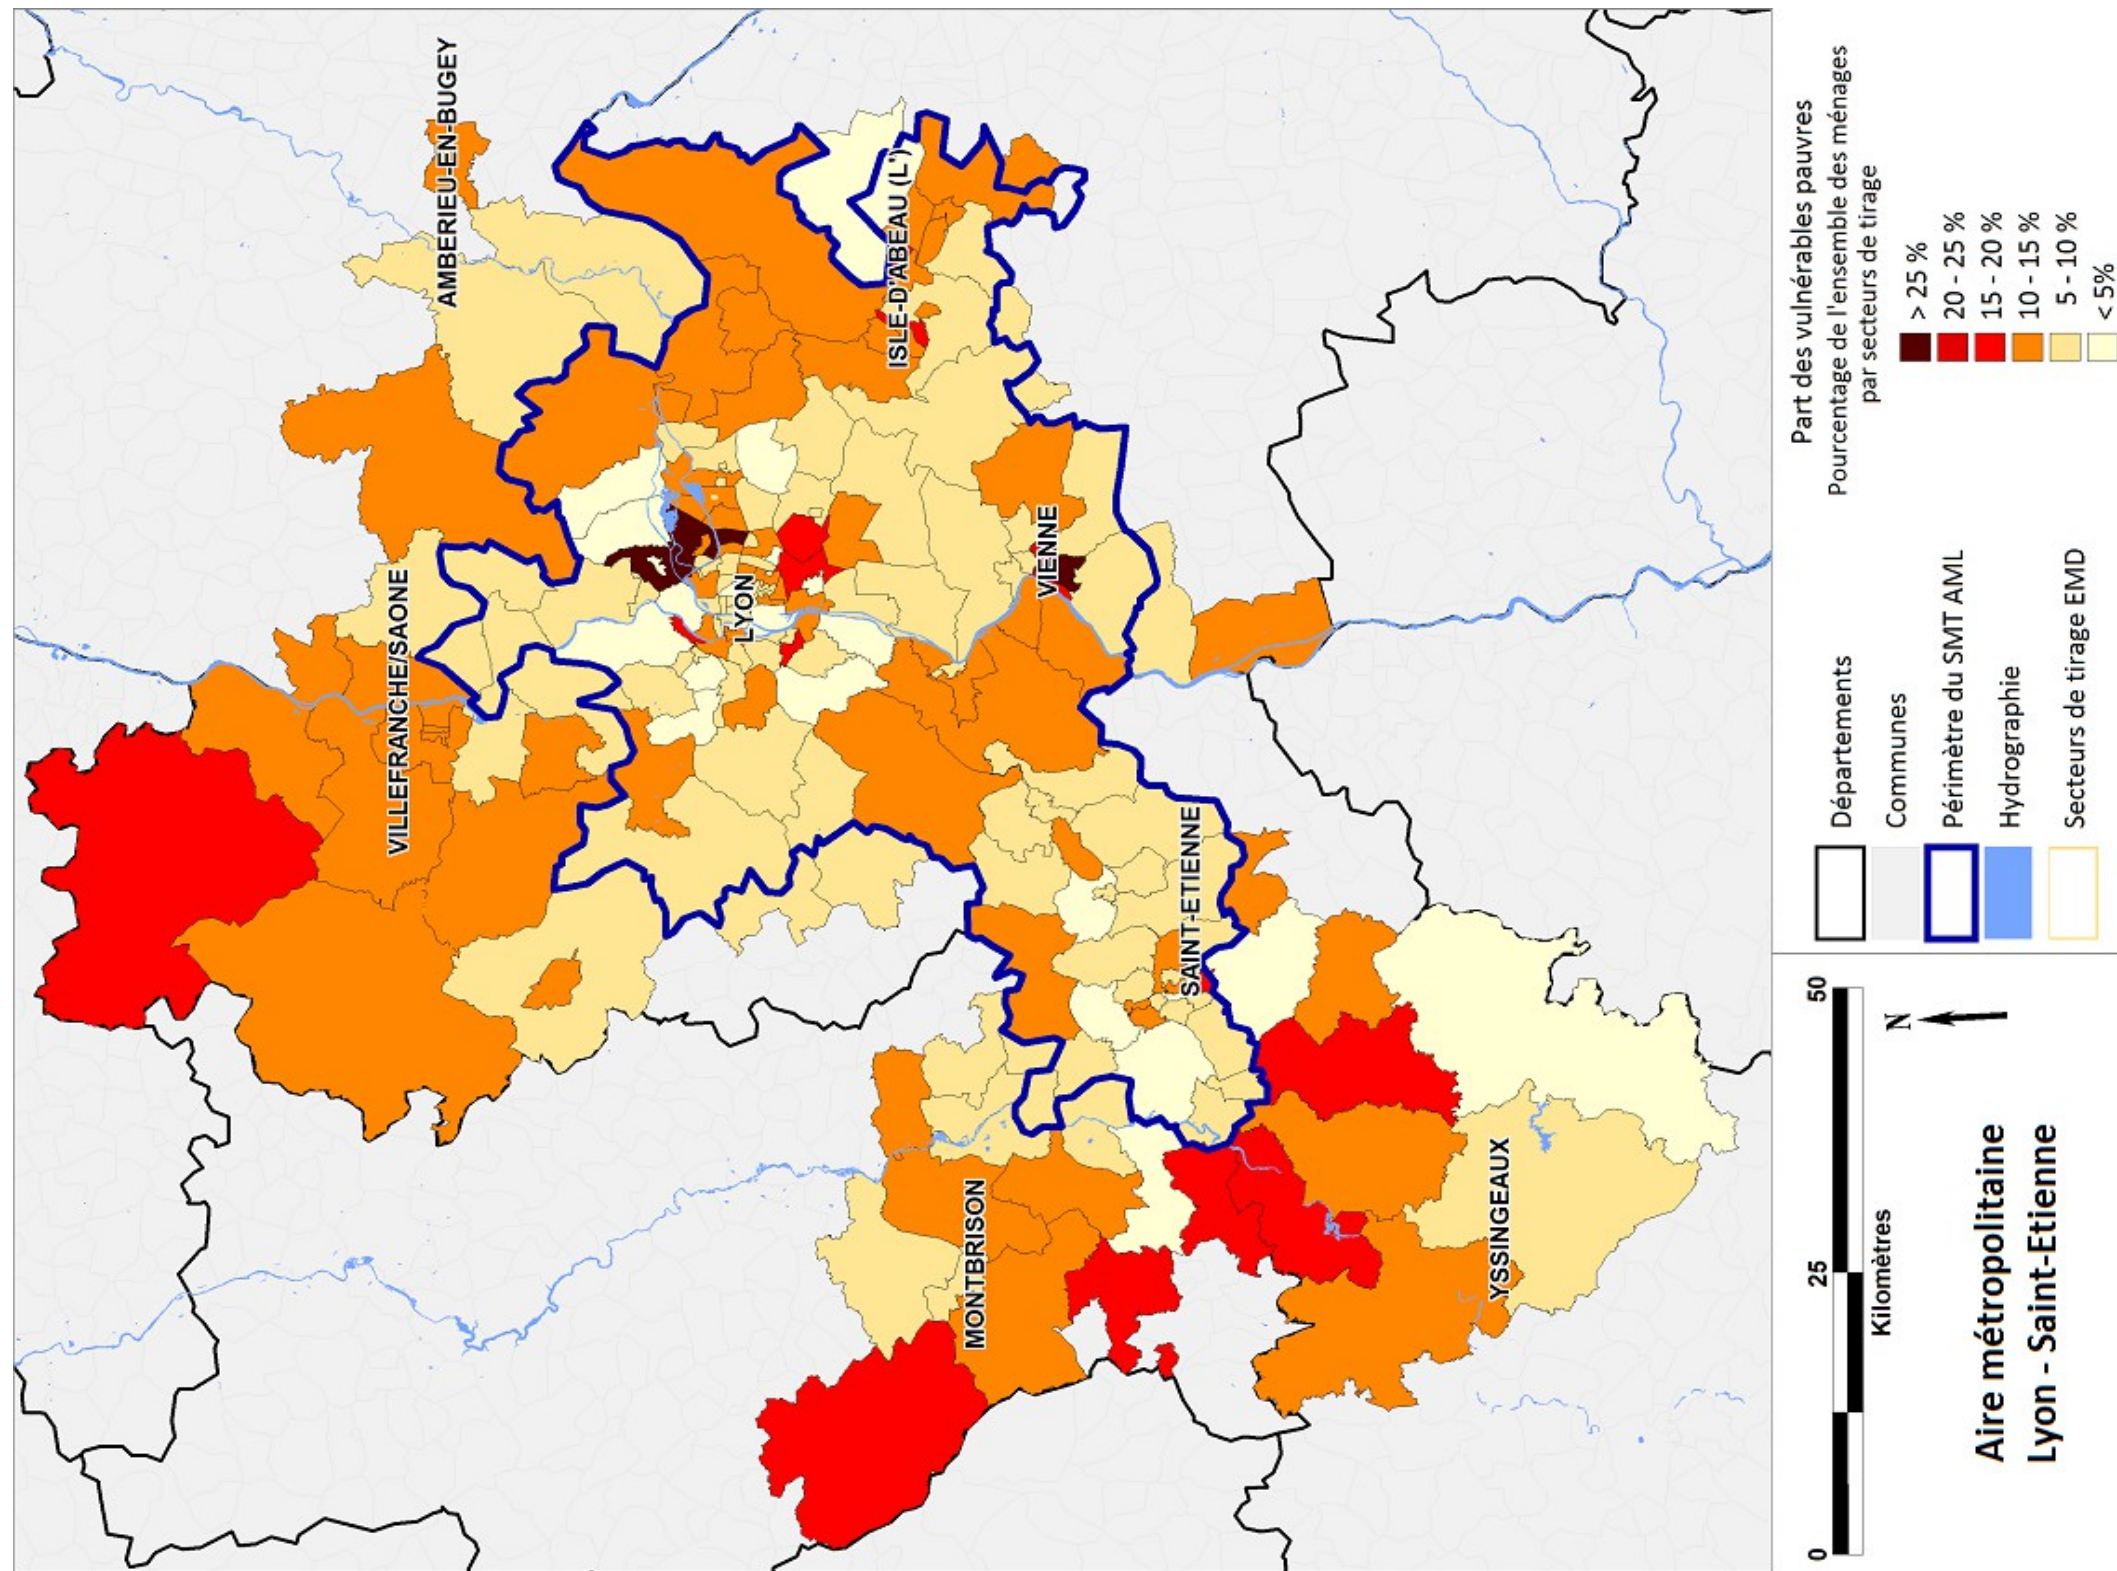 AMBERIEU-EN-BUGEY
VILLEFRANCHE/SAONE
ISLE-D'ABEAU (L')
LYON
VIENNE
SAINT-ETIENNE
MONTBRISON
YSSINGEAUX
0 25 50
Kilomètres
N
Aire métropolitaine
Lyon - Saint-Etienne
Départements
Communes
Périmètre du SMT AML
Hydrographie
Secteurs de tirage EMD
Part des vulnérables pauvres
Pourcentage de l'ensemble des ménages
par secteurs de tirage
> 25 %
20 - 25 %
15 - 20 %
10 - 15 %
5 - 10 %
< 5%